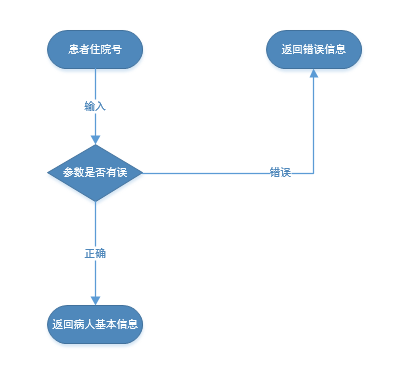 患者住院号
返回错误信息
输入
参数是否有误
错误
正确
返回病人基本信息